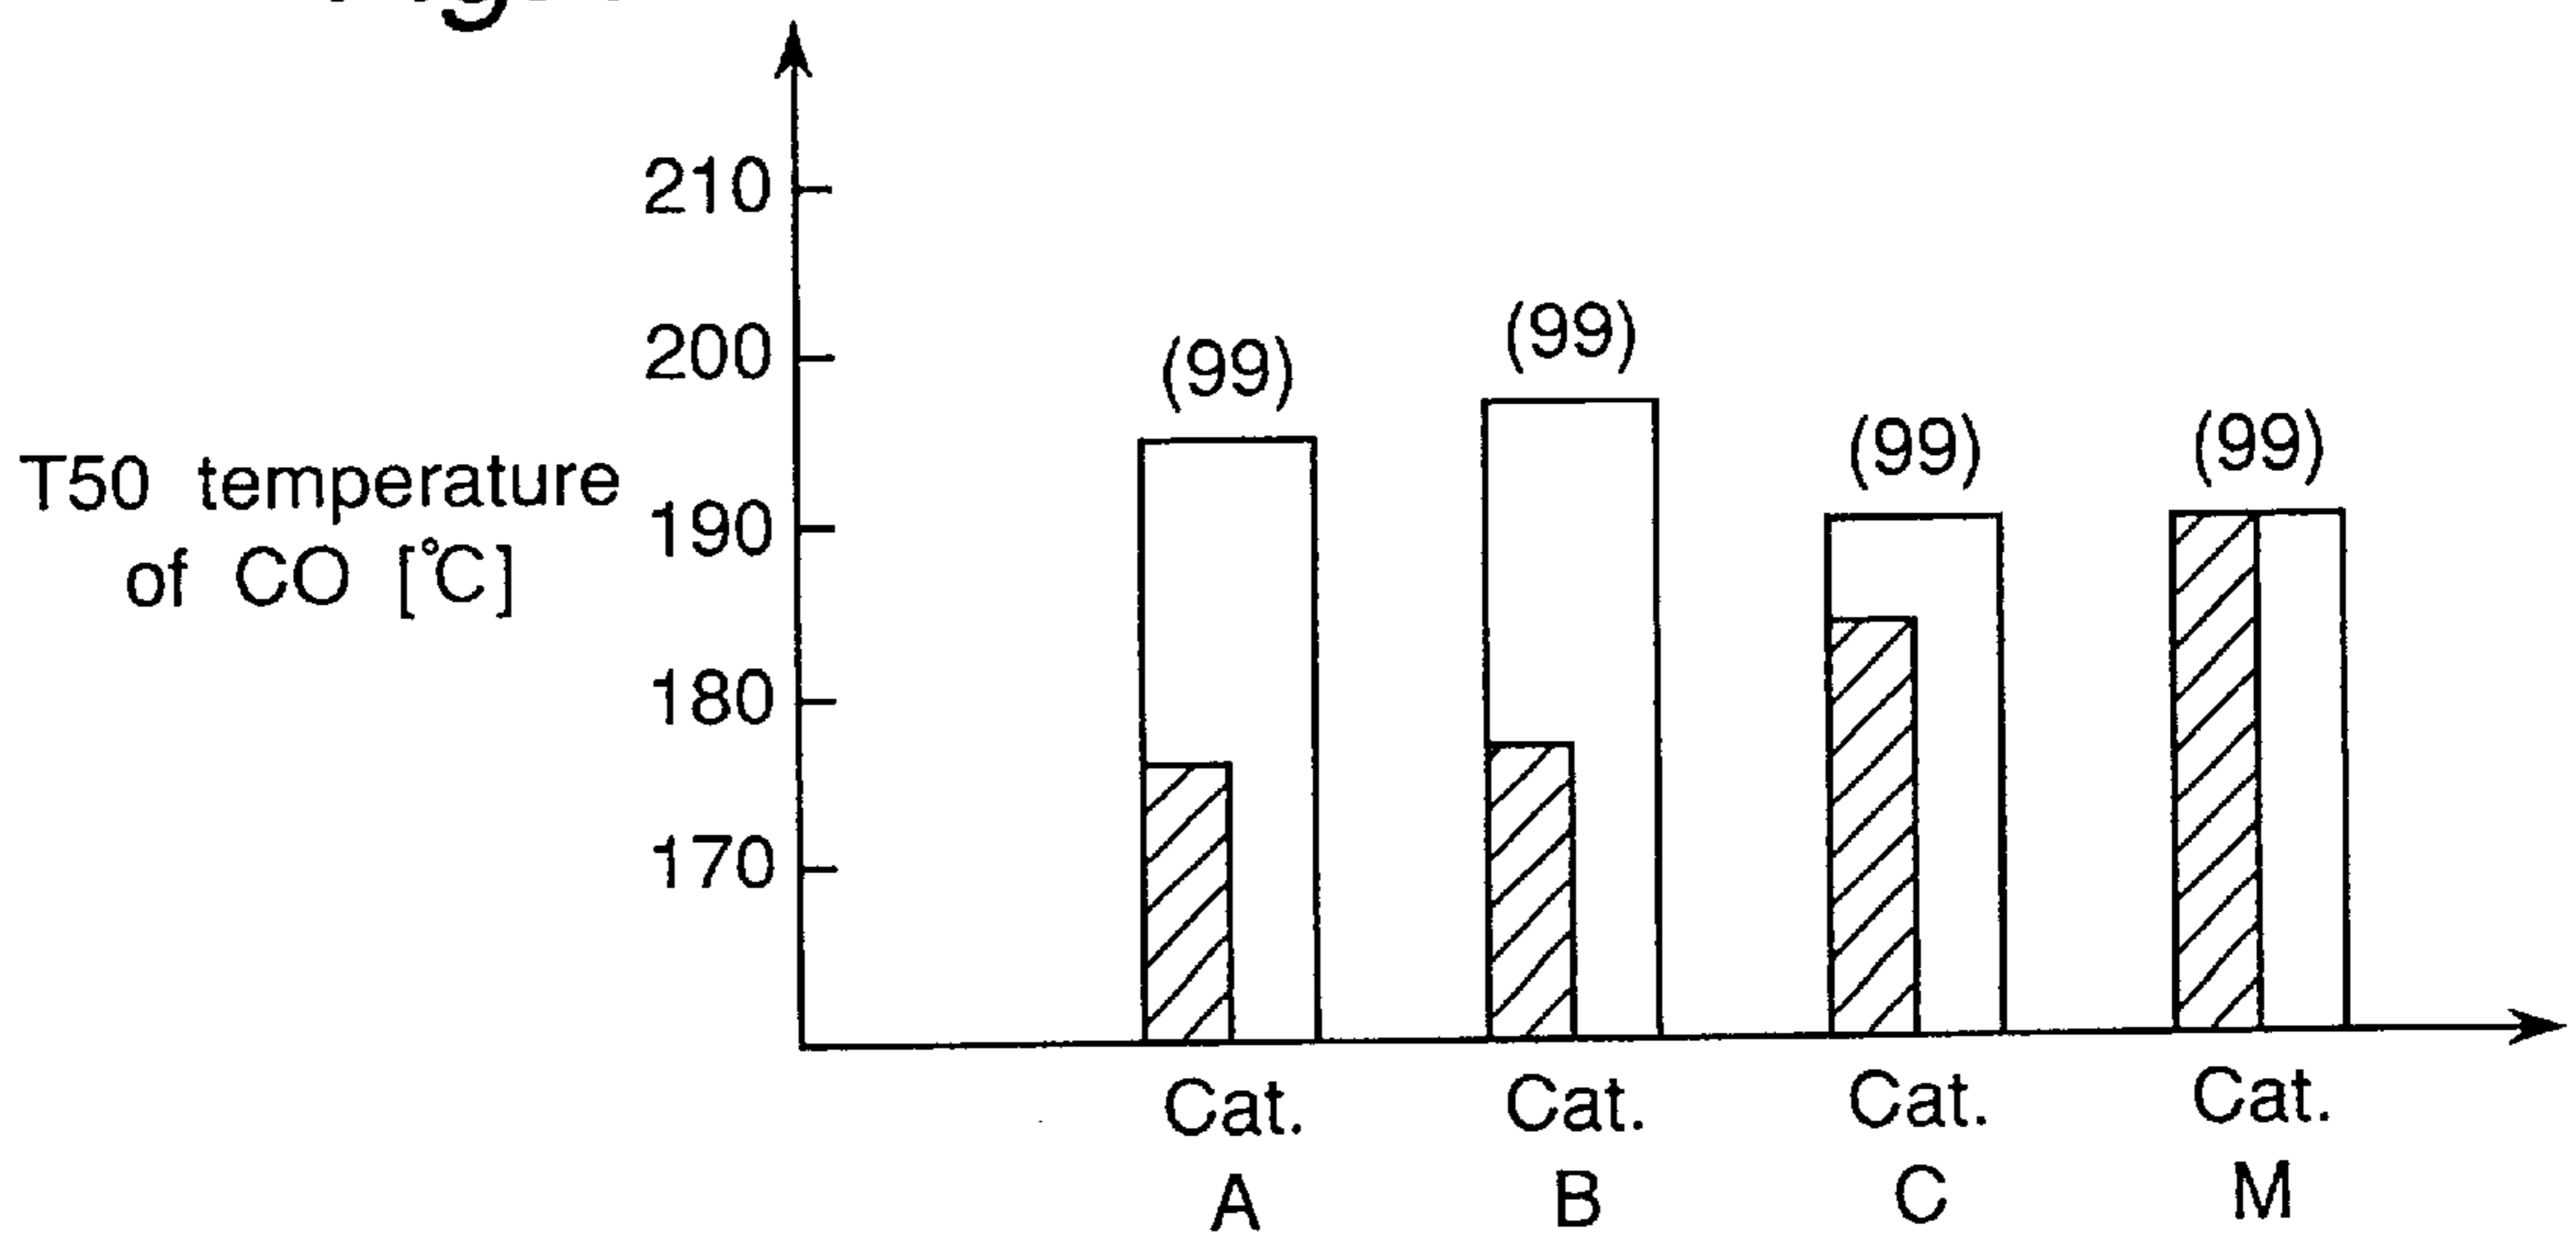 210
200
190
180
170
T50 temperature
of CO [°C]
(99)
(99)
(99)
(99)
Cat.
A
Cat.
B
Cat.
C
Cat.
M